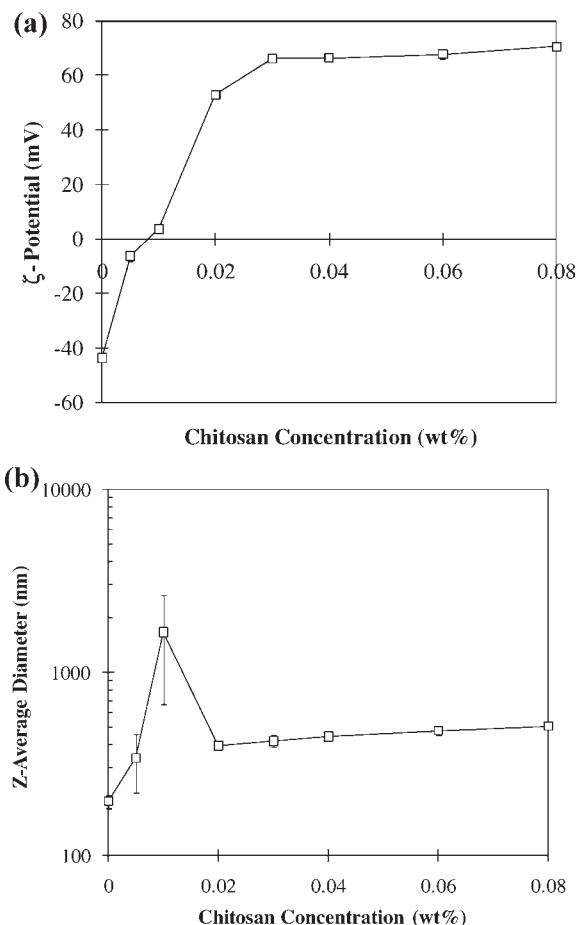 (a)
80
60
40
20
0
-20
-40
-60
0 0.02 0.04 0.06 0.08
ζ- Potential (mV)
Chitosan Concentration (wt%)
(b)
10000
1000
100
0 0.02 0.04 0.06 0.08
Z-Average Diameter (nm)
Chitosan Concentration (wt%)